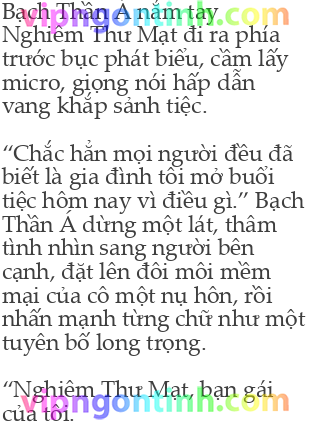 Bạch Thần Á nắm tay
vipngontinh.com
Nghiêm Thư Mạt đi ra phía
trước bục phát biểu, cầm lấy
micro, giọng nói hấp dẫn
vang khắp sảnh tiệc.
“Chắc hẳn mọi người đều đã
biết là gia đình tôi mở buổi
tiệc hôm nay vì điều gì.” Bạch
Thần Á dừng một lát, thâm
tình nhìn sang người bên
cạnh, đặt lên đôi môi mềm
mại của cô một nụ hôn, rồi
nhấn mạnh từng chữ như một
tuyên bố long trọng.
“Nghiêm Thư Mạt, bạn gái
vipngontinh.com
của tôi.